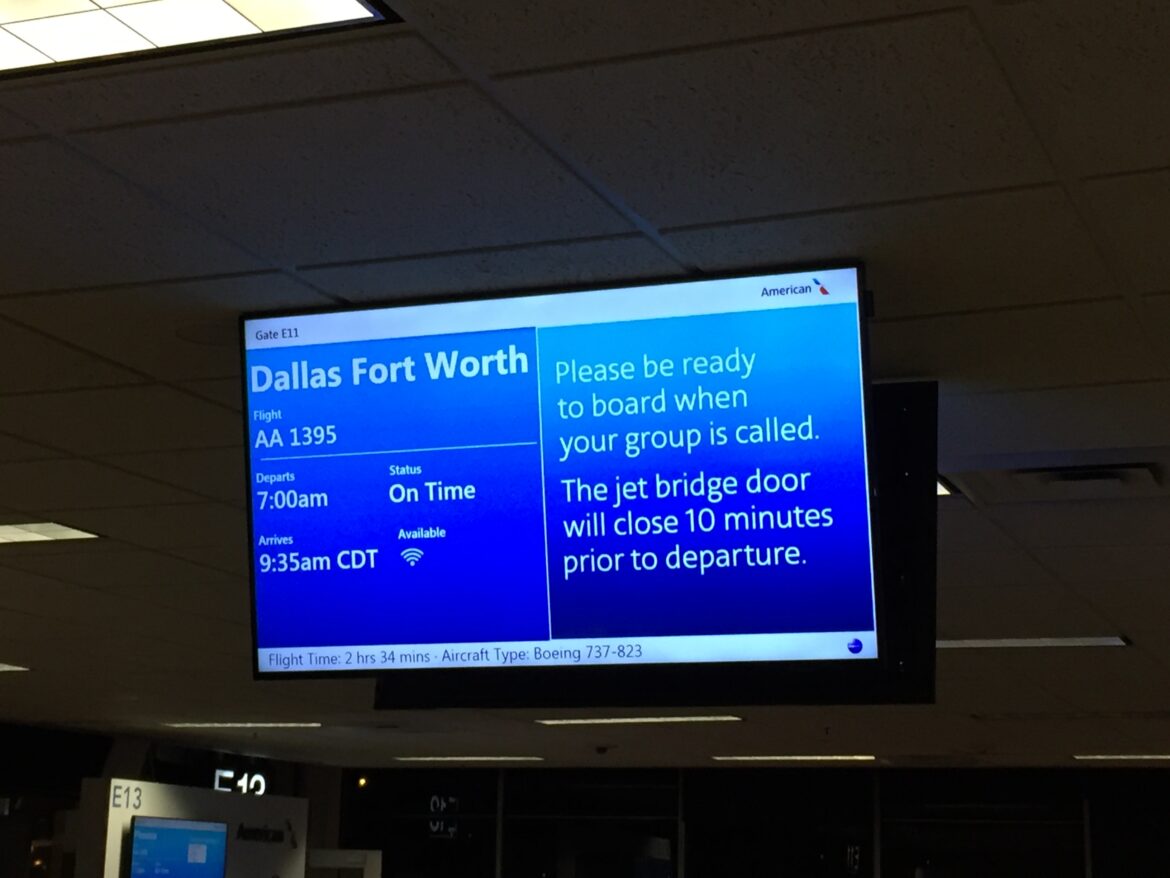 American
Gate E11
Dallas Fort Worth
Flight
AA 1395
Departs
7:00am
Status
On Time
Arrives
9:35am CDT
Available
Please be ready
to board when
your group is called.
The jet bridge door
will close 10 minutes
prior to departure.
Flight Time: 2 hrs 34 mins - Aircraft Type: Boeing 737-823
E13
American